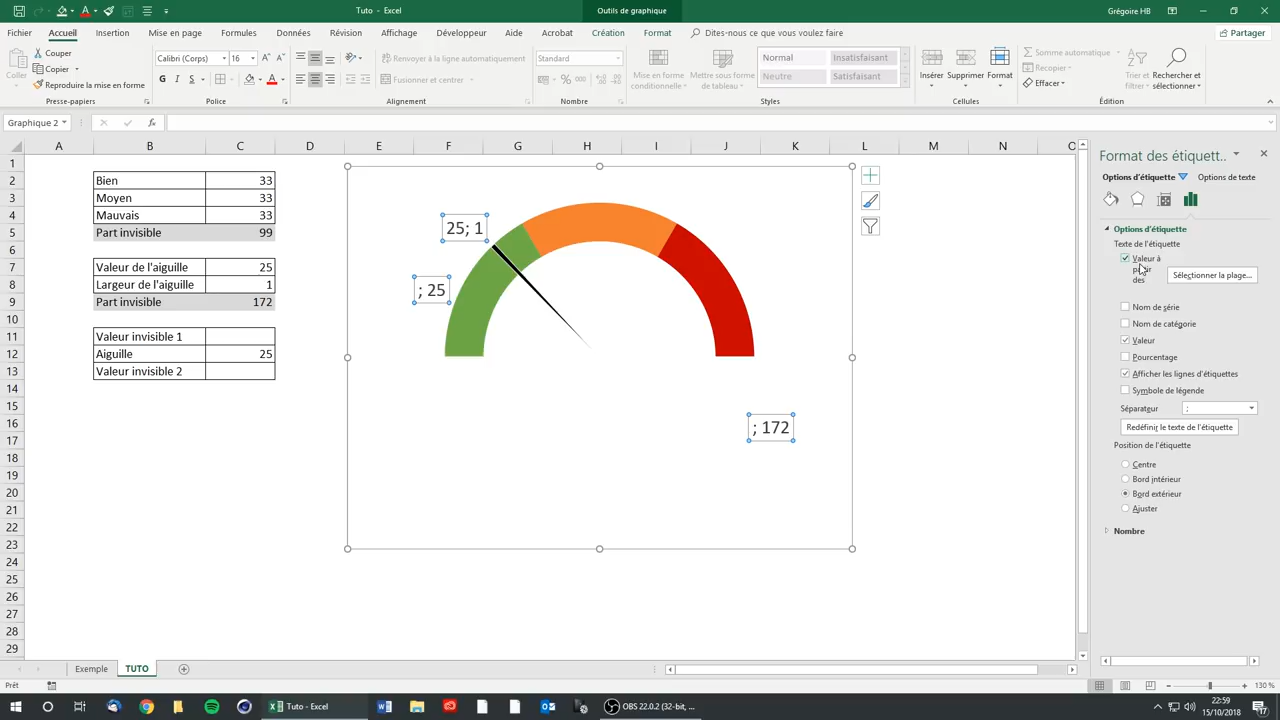 Tuto - Excel
Outils de graphique
Grégoire HB
Fichier Accueil Insertion Mise en page Formules Données Révision Affichage Développeur Aide Acrobat Création Format Dites-nous ce que vous voulez faire Partager
Coller
Couper
Copier
Reproduire la mise en forme
Presse-papiers
Calibri (Corps) 16
G I S
Police
Renvoyer à la ligne automatiquement
Fusionner et centrer
Alignement
Standard
% 000
Nombre
Mise en forme conditionnelle
Mettre sous forme de tableau
Normal Insatisfaisant
Neutre Satisfaisant
Styles
Insérer Supprimer Format
Cellules
Somme automatique
Recopier
Effacer
Trier et filtrer
Rechercher et sélectionner
Édition
Graphique 2 fx
A B C D E F G H I J K L M N O
1
2 Bien 33
3 Moyen 33
4 Mauvais 33
5 Part invisible 99
6
7 Valeur de l'aiguille 25
8 Largeur de l'aiguille 1
9 Part invisible 172
10
11 Valeur invisible 1
12 Aiguille 25
13 Valeur invisible 2
14
15
16
17
18
19
20
21
22
23
24
25
26
27
28
29
25; 1
; 25
; 172
Format des étiquett...
Options d'étiquette Options de texte
Options d'étiquette
Texte de l'étiquette
Valeur à
partir
des
Sélectionner la plage...
Nom de série
Nom de catégorie
Valeur
Pourcentage
Afficher les lignes d'étiquettes
Symbole de légende
Séparateur ;
Redéfinir le texte de l'étiquette
Position de l'étiquette
Centre
Bord intérieur
Bord extérieur
Ajuster
Nombre
Exemple TUTO
Prêt
130 %
Tuto - Excel
OBS 22.0.2 (32-bit, ...
22:59
15/10/2018
17